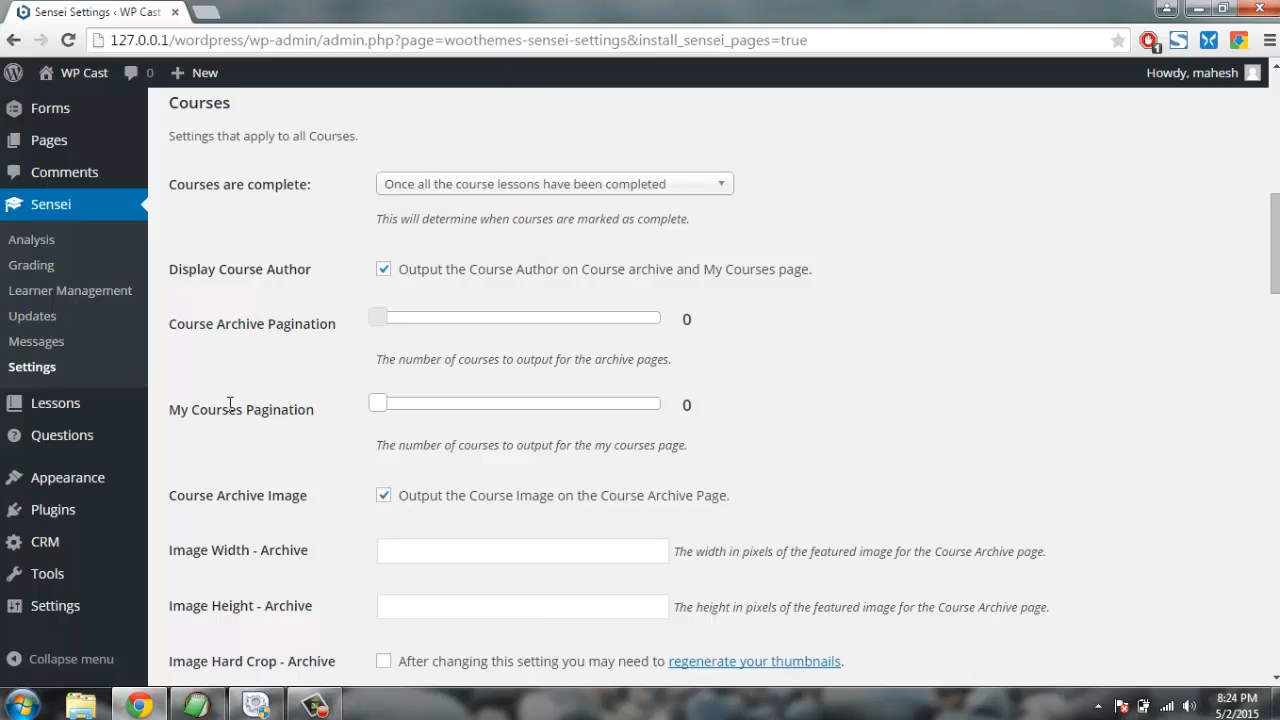 Sensei Settings ‹ WP Cast
127.0.0.1/wordpress/wp-admin/admin.php?page=woothemes-sensei-settings&install_sensei_pages=true
1
WP Cast 0 New Howdy, mahesh
Forms
Pages
Comments
Sensei
Analysis
Grading
Learner Management
Updates
Messages
Settings
Lessons
Questions
Appearance
Plugins
CRM
Tools
Settings
Collapse menu
Courses
Settings that apply to all Courses.
Courses are complete: Once all the course lessons have been completed
This will determine when courses are marked as complete.
Display Course Author Output the Course Author on Course archive and My Courses page.
Course Archive Pagination 0
The number of courses to output for the archive pages.
My Courses Pagination 0
The number of courses to output for the my courses page.
Course Archive Image Output the Course Image on the Course Archive Page.
Image Width - Archive The width in pixels of the featured image for the Course Archive page.
Image Height - Archive The height in pixels of the featured image for the Course Archive page.
Image Hard Crop - Archive After changing this setting you may need to regenerate your thumbnails.
8:24 PM
5/2/2015